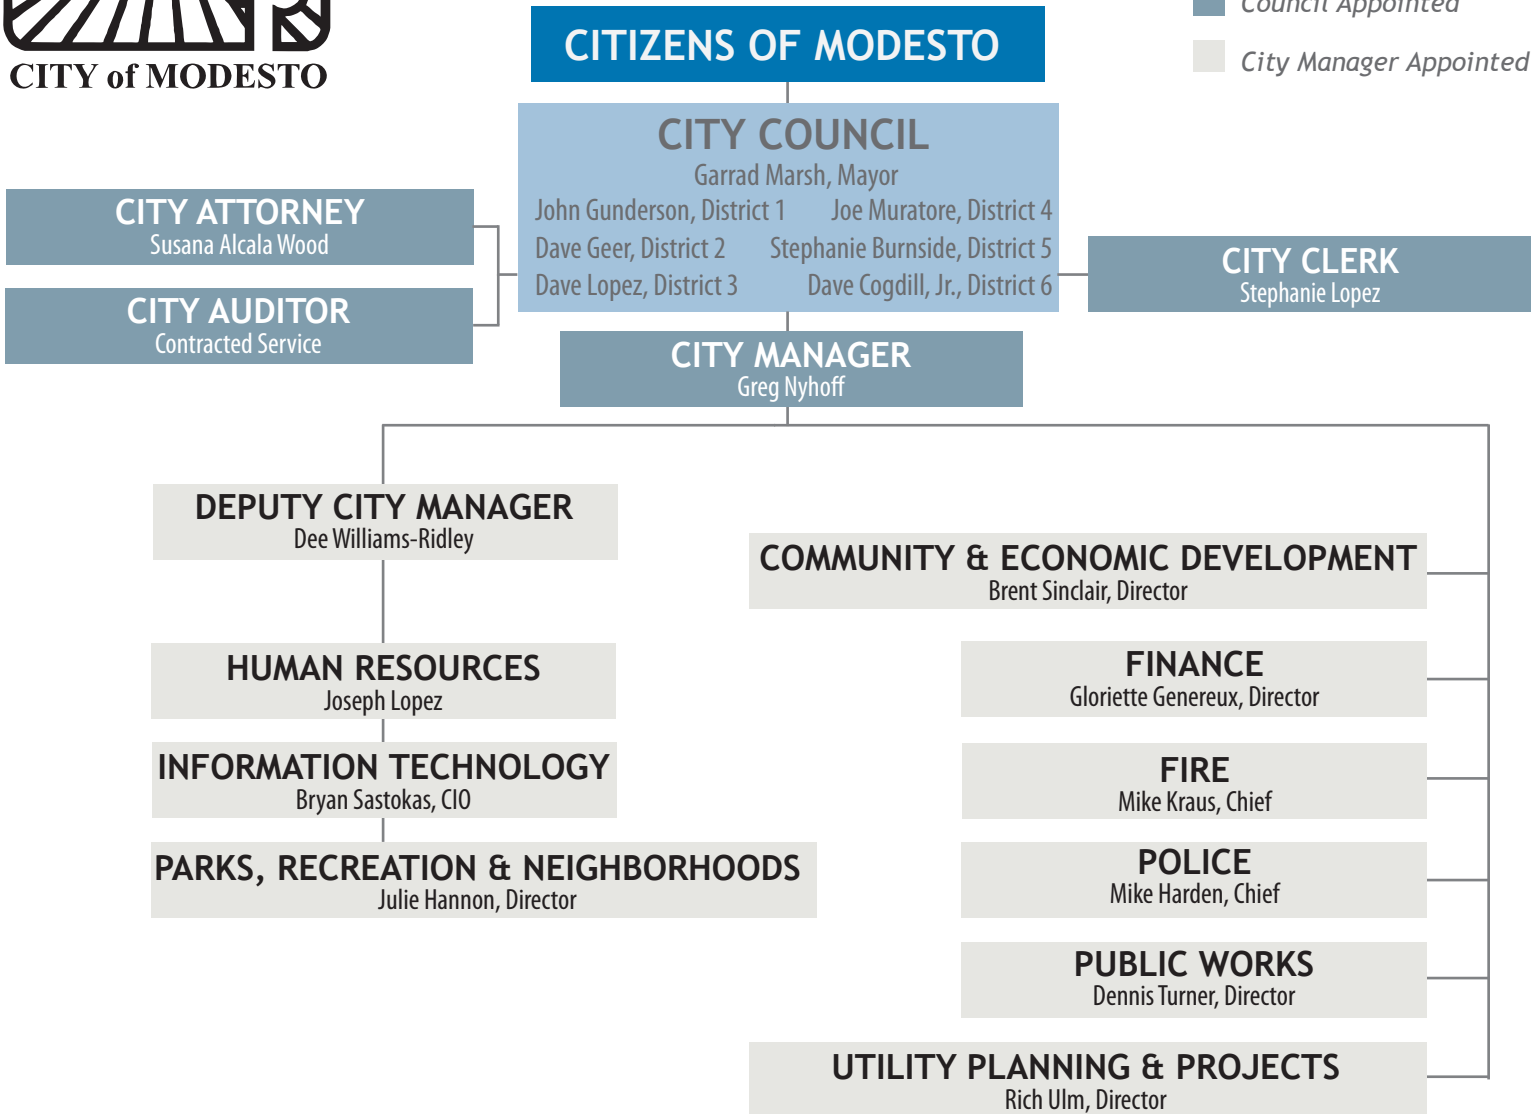 CITY of MODESTO
Council Appointed
City Manager Appointed
CITIZENS OF MODESTO
CITY COUNCIL
Garrad Marsh, Mayor
John Gunderson, District 1
Joe Muratore, District 4
Dave Geer, District 2
Stephanie Burnside, District 5
Dave Lopez, District 3
Dave Cogdill, Jr., District 6
CITY ATTORNEY
Susana Alcala Wood
CITY AUDITOR
Contracted Service
CITY CLERK
Stephanie Lopez
CITY MANAGER
Greg Nyhoff
DEPUTY CITY MANAGER
Dee Williams-Ridley
HUMAN RESOURCES
Joseph Lopez
INFORMATION TECHNOLOGY
Bryan Sastokas, CIO
PARKS, RECREATION & NEIGHBORHOODS
Julie Hannon, Director
COMMUNITY & ECONOMIC DEVELOPMENT
Brent Sinclair, Director
FINANCE
Gloriette Genereux, Director
FIRE
Mike Kraus, Chief
POLICE
Mike Harden, Chief
PUBLIC WORKS
Dennis Turner, Director
UTILITY PLANNING & PROJECTS
Rich Ulm, Director